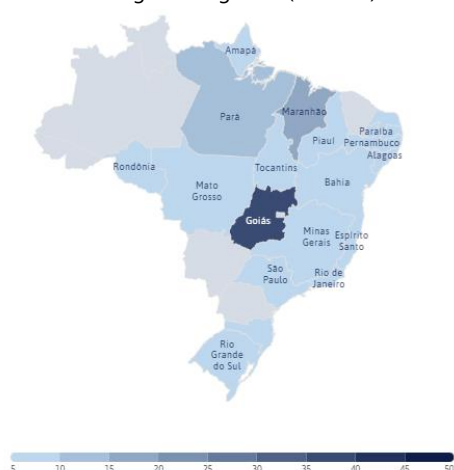 Amapá
Pará
Maranhão
Piauí
Paraíba
Pernambuco
Alagoas
Rondônia
Tocantins
Mato
Grosso
Bahia
Goiás
Minas
Gerais
Espírito
Santo
São
Paulo
Rio de
Janeiro
Rio
Grande
do Sul
5 10 15 20 25 30 35 40 45 50